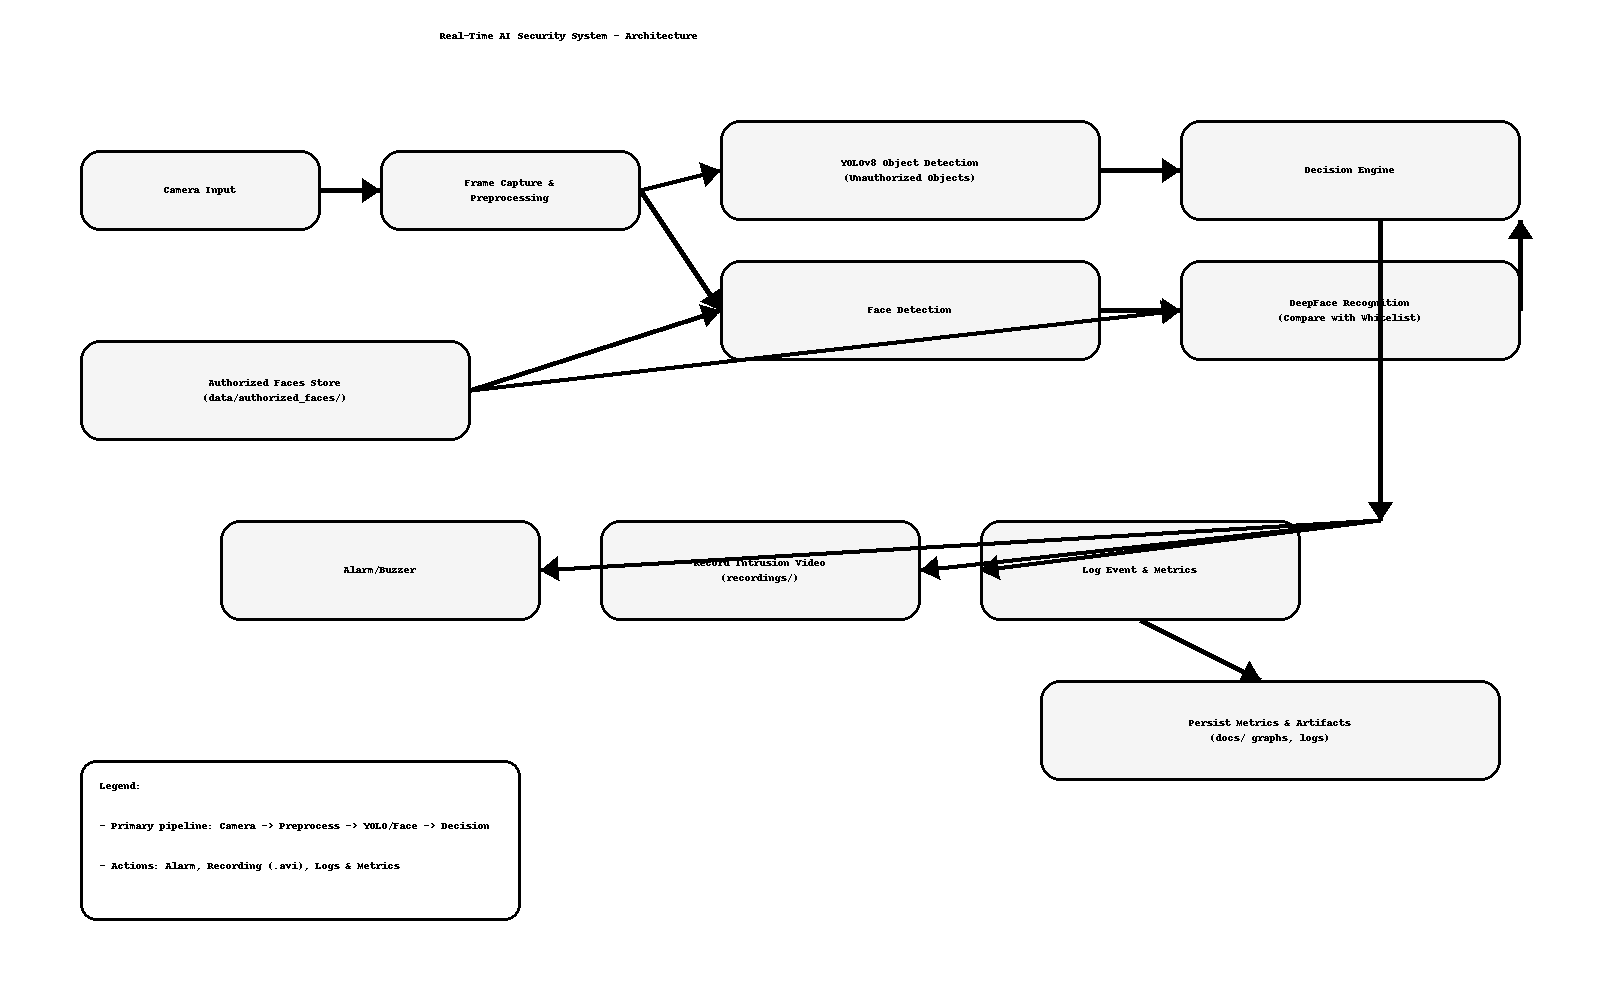 Real-Time AI Security System - Architecture
Camera Input
Frame Capture &
Preprocessing
YOLOv8 Object Detection
(Unauthorized Objects)
Decision Engine
Face Detection
DeepFace Recognition
(Compare with Whitelist)
Authorized Faces Store
(data/authorized_faces/)
Alarm/Buzzer
Record Intrusion Video
(recordings/)
Log Event & Metrics
Persist Metrics & Artifacts
(docs/ graphs, logs)
Legend:
- Primary pipeline: Camera -> Preprocess -> YOLO/Face -> Decision
- Actions: Alarm, Recording (.avi), Logs & Metrics